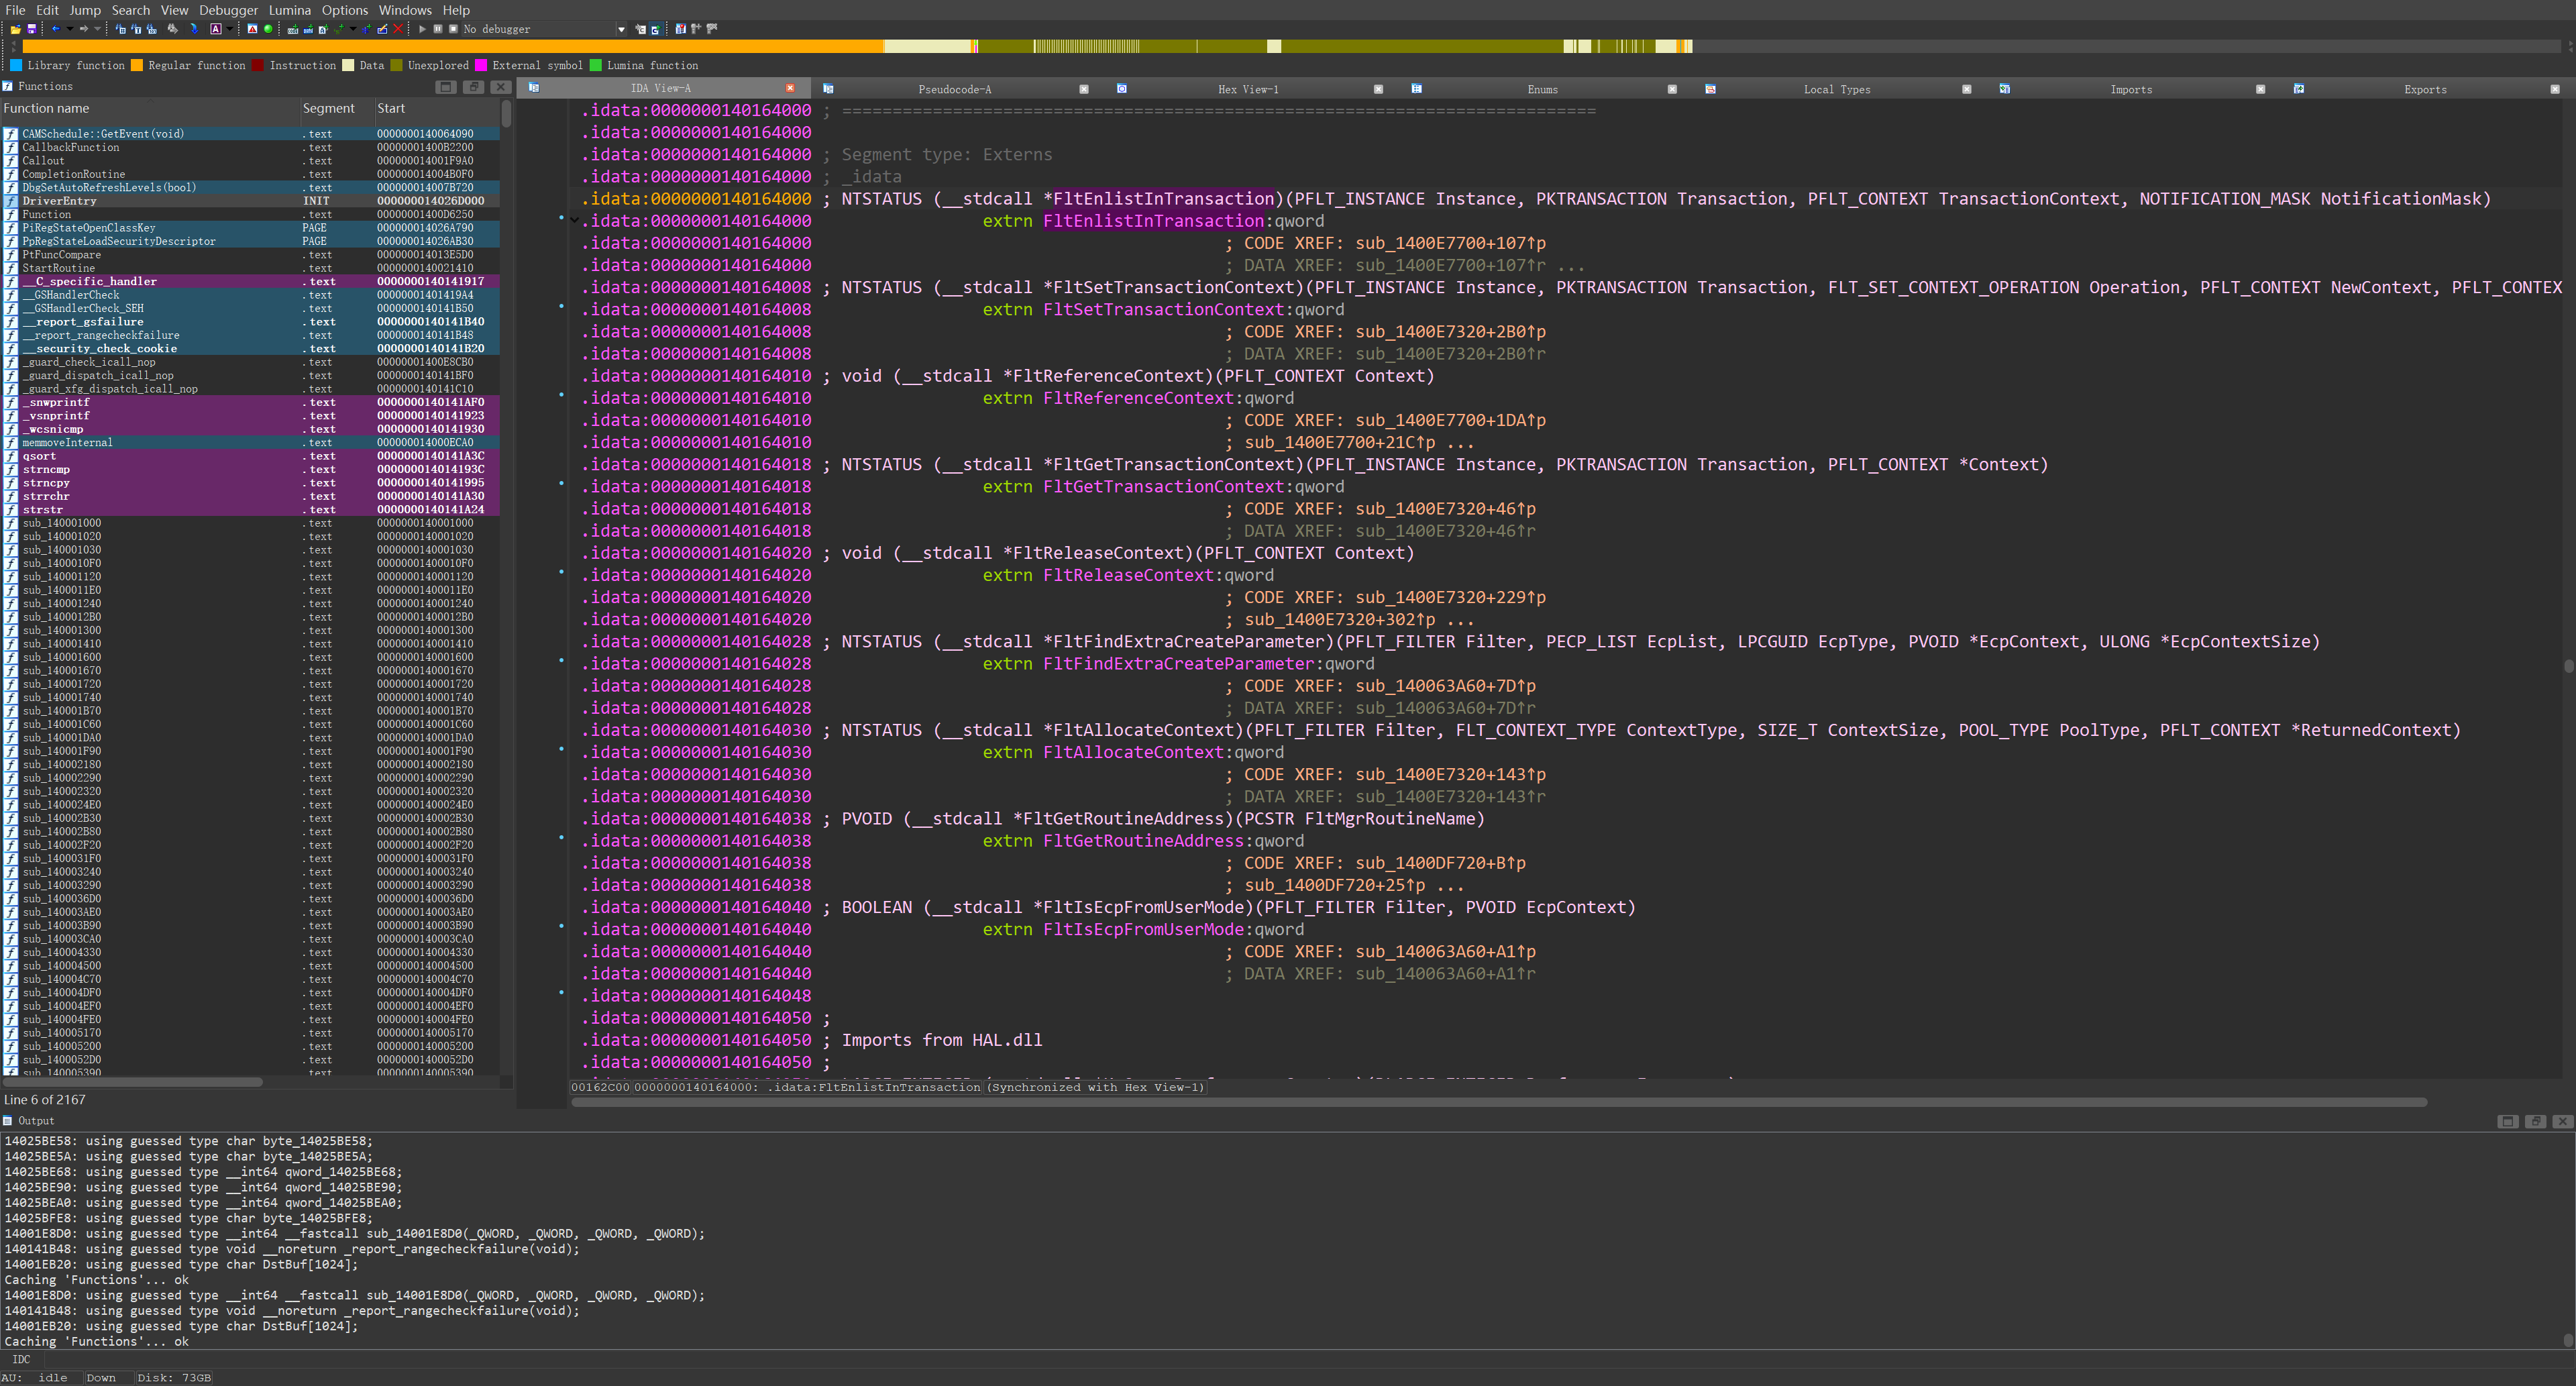 File Edit Jump Search View Debugger Lumina Options Windows Help
No debugger
Library function Regular function Instruction Data Unexplored External symbol Lumina function
Functions
Function name Segment Start
CAMSchedule::GetEvent(void) .text 0000000140064090
CallbackFunction .text 00000001400B2200
Callout .text 000000014001F9A0
CompletionRoutine .text 000000014004B0F0
DbgSetAutoRefreshLevels(bool) .text 000000014007B720
DriverEntry INIT 000000014026D000
Function .text 00000001400D6250
PiRegStateOpenClassKey PAGE 000000014026A790
PpRegStateLoadSecurityDescriptor PAGE 000000014026AB30
PtFuncCompare .text 000000014013E5D0
StartRoutine .text 0000000140021410
__C_specific_handler .text 0000000140141917
__GSHandlerCheck .text 00000001401419A4
__GSHandlerCheck_SEH .text 0000000140141B50
__report_gsfailure .text 0000000140141B40
__report_rangecheckfailure .text 0000000140141B48
__security_check_cookie .text 0000000140141B20
_guard_check_icall_nop .text 00000001400E8CB0
_guard_dispatch_icall_nop .text 0000000140141BF0
_guard_xfg_dispatch_icall_nop .text 0000000140141C10
_snwprintf .text 0000000140141AF0
_vsnprintf .text 0000000140141923
_wcsnicmp .text 0000000140141930
memmoveInternal .text 000000014000ECA0
qsort .text 0000000140141A3C
strncmp .text 000000014014193C
strncpy .text 0000000140141995
strrchr .text 0000000140141A30
strstr .text 0000000140141A24
sub_140001000 .text 0000000140001000
sub_140001020 .text 0000000140001020
sub_140001030 .text 0000000140001030
sub_1400010F0 .text 00000001400010F0
sub_140001120 .text 0000000140001120
sub_1400011E0 .text 00000001400011E0
sub_140001240 .text 0000000140001240
sub_1400012B0 .text 00000001400012B0
sub_140001300 .text 0000000140001300
sub_140001410 .text 0000000140001410
sub_140001600 .text 0000000140001600
sub_140001670 .text 0000000140001670
sub_140001720 .text 0000000140001720
sub_140001740 .text 0000000140001740
sub_140001B70 .text 0000000140001B70
sub_140001C60 .text 0000000140001C60
sub_140001DA0 .text 0000000140001DA0
sub_140001F90 .text 0000000140001F90
sub_140002180 .text 0000000140002180
sub_140002290 .text 0000000140002290
sub_140002320 .text 0000000140002320
sub_1400024E0 .text 00000001400024E0
sub_140002B30 .text 0000000140002B30
sub_140002B80 .text 0000000140002B80
sub_140002F20 .text 0000000140002F20
sub_1400031F0 .text 00000001400031F0
sub_140003240 .text 0000000140003240
sub_140003290 .text 0000000140003290
sub_1400036D0 .text 00000001400036D0
sub_140003AE0 .text 0000000140003AE0
sub_140003B90 .text 0000000140003B90
sub_140003CA0 .text 0000000140003CA0
sub_140004330 .text 0000000140004330
sub_140004500 .text 0000000140004500
sub_140004C70 .text 0000000140004C70
sub_140004DF0 .text 0000000140004DF0
sub_140004EF0 .text 0000000140004EF0
sub_140004FE0 .text 0000000140004FE0
sub_140005170 .text 0000000140005170
sub_140005200 .text 0000000140005200
sub_1400052D0 .text 00000001400052D0
sub_140005390 .text 0000000140005390
Line 6 of 2167
IDA View-A Pseudocode-A Hex View-1 Enums Local Types Imports Exports
.idata:0000000140164000 ; ===========================================================================
.idata:0000000140164000
.idata:0000000140164000 ; Segment type: Externs
.idata:0000000140164000 ; _idata
.idata:0000000140164000 ; NTSTATUS (__stdcall *FltEnlistInTransaction)(PFLT_INSTANCE Instance, PKTRANSACTION Transaction, PFLT_CONTEXT TransactionContext, NOTIFICATION_MASK NotificationMask)
.idata:0000000140164000 extrn FltEnlistInTransaction:qword
.idata:0000000140164000 ; CODE XREF: sub_1400E7700+107↑p
.idata:0000000140164000 ; DATA XREF: sub_1400E7700+107↑r ...
.idata:0000000140164008 ; NTSTATUS (__stdcall *FltSetTransactionContext)(PFLT_INSTANCE Instance, PKTRANSACTION Transaction, FLT_SET_CONTEXT_OPERATION Operation, PFLT_CONTEXT NewContext, PFLT_CONTEX
.idata:0000000140164008 extrn FltSetTransactionContext:qword
.idata:0000000140164008 ; CODE XREF: sub_1400E7320+2B0↑p
.idata:0000000140164008 ; DATA XREF: sub_1400E7320+2B0↑r
.idata:0000000140164010 ; void (__stdcall *FltReferenceContext)(PFLT_CONTEXT Context)
.idata:0000000140164010 extrn FltReferenceContext:qword
.idata:0000000140164010 ; CODE XREF: sub_1400E7700+1DA↑p
.idata:0000000140164010 ; sub_1400E7700+21C↑p ...
.idata:0000000140164018 ; NTSTATUS (__stdcall *FltGetTransactionContext)(PFLT_INSTANCE Instance, PKTRANSACTION Transaction, PFLT_CONTEXT *Context)
.idata:0000000140164018 extrn FltGetTransactionContext:qword
.idata:0000000140164018 ; CODE XREF: sub_1400E7320+46↑p
.idata:0000000140164018 ; DATA XREF: sub_1400E7320+46↑r
.idata:0000000140164020 ; void (__stdcall *FltReleaseContext)(PFLT_CONTEXT Context)
.idata:0000000140164020 extrn FltReleaseContext:qword
.idata:0000000140164020 ; CODE XREF: sub_1400E7320+229↑p
.idata:0000000140164020 ; sub_1400E7320+302↑p ...
.idata:0000000140164028 ; NTSTATUS (__stdcall *FltFindExtraCreateParameter)(PFLT_FILTER Filter, PECP_LIST EcpList, LPCGUID EcpType, PVOID *EcpContext, ULONG *EcpContextSize)
.idata:0000000140164028 extrn FltFindExtraCreateParameter:qword
.idata:0000000140164028 ; CODE XREF: sub_140063A60+7D↑p
.idata:0000000140164028 ; DATA XREF: sub_140063A60+7D↑r
.idata:0000000140164030 ; NTSTATUS (__stdcall *FltAllocateContext)(PFLT_FILTER Filter, FLT_CONTEXT_TYPE ContextType, SIZE_T ContextSize, POOL_TYPE PoolType, PFLT_CONTEXT *ReturnedContext)
.idata:0000000140164030 extrn FltAllocateContext:qword
.idata:0000000140164030 ; CODE XREF: sub_1400E7320+143↑p
.idata:0000000140164030 ; DATA XREF: sub_1400E7320+143↑r
.idata:0000000140164038 ; PVOID (__stdcall *FltGetRoutineAddress)(PCSTR FltMgrRoutineName)
.idata:0000000140164038 extrn FltGetRoutineAddress:qword
.idata:0000000140164038 ; CODE XREF: sub_1400DF720+B↑p
.idata:0000000140164038 ; sub_1400DF720+25↑p ...
.idata:0000000140164040 ; BOOLEAN (__stdcall *FltIsEcpFromUserMode)(PFLT_FILTER Filter, PVOID EcpContext)
.idata:0000000140164040 extrn FltIsEcpFromUserMode:qword
.idata:0000000140164040 ; CODE XREF: sub_140063A60+A1↑p
.idata:0000000140164040 ; DATA XREF: sub_140063A60+A1↑r
.idata:0000000140164048
.idata:0000000140164050 ;
.idata:0000000140164050 ; Imports from HAL.dll
.idata:0000000140164050 ;
00162C00 0000000140164000: .idata:FltEnlistInTransaction (Synchronized with Hex View-1)
Output
14025BE58: using guessed type char byte_14025BE58;
14025BE5A: using guessed type char byte_14025BE5A;
14025BE68: using guessed type __int64 qword_14025BE68;
14025BE90: using guessed type __int64 qword_14025BE90;
14025BEA0: using guessed type __int64 qword_14025BEA0;
14025BFE8: using guessed type char byte_14025BFE8;
14001E8D0: using guessed type __int64 __fastcall sub_14001E8D0(_QWORD, _QWORD, _QWORD, _QWORD);
140141B48: using guessed type void __noreturn _report_rangecheckfailure(void);
14001EB20: using guessed type char DstBuf[1024];
Caching 'Functions'... ok
14001E8D0: using guessed type __int64 __fastcall sub_14001E8D0(_QWORD, _QWORD, _QWORD, _QWORD);
140141B48: using guessed type void __noreturn _report_rangecheckfailure(void);
14001EB20: using guessed type char DstBuf[1024];
Caching 'Functions'... ok
IDC
AU: idle Down Disk: 73GB